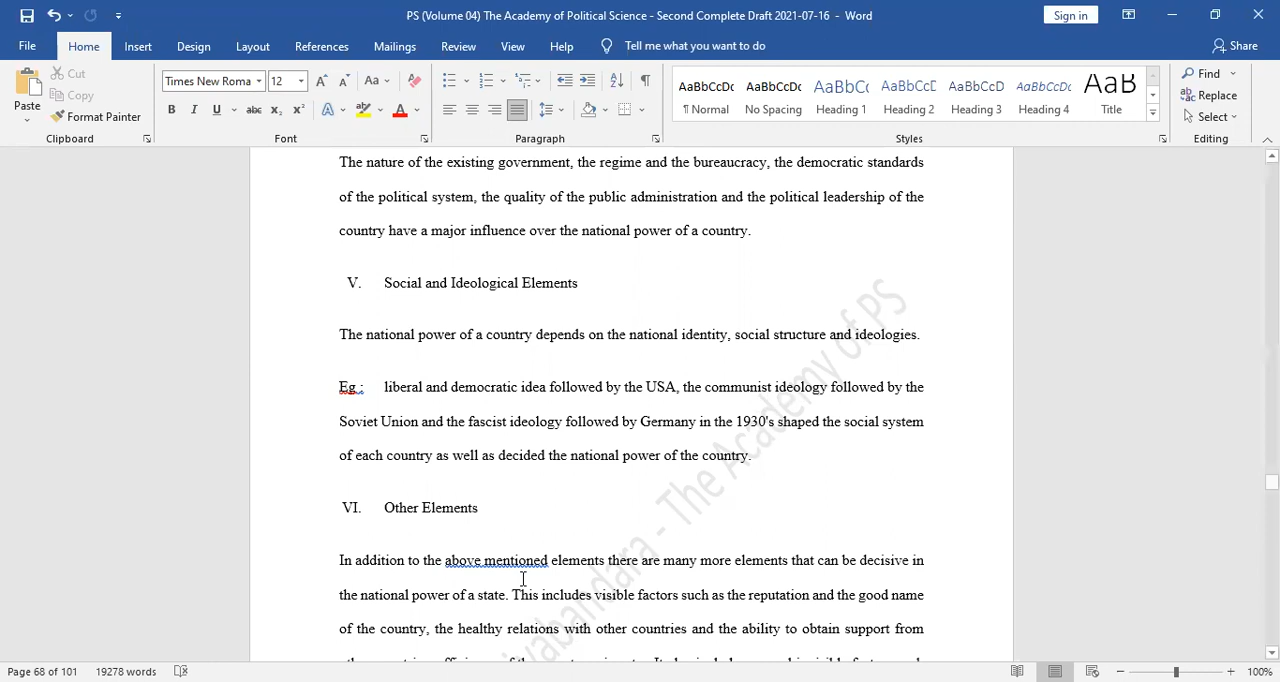 PS (Volume 04) The Academy of Political Science - Second Complete Draft 2021-07-16 - Word
Sign in
File Home Insert Design Layout References Mailings Review View Help Tell me what you want to do Share
Paste Cut Copy Format Painter
Times New Roma 12
AaBbCcDc ¶ Normal
AaBbCcDc No Spacing
AaBbCc Heading 1
AaBbCcD Heading 2
AaBbCcD Heading 3
AaBbCcDc Heading 4
AaB Title
Find Replace Select
Clipboard Font Paragraph Styles Editing
The nature of the existing government, the regime and the bureaucracy, the democratic standards
of the political system, the quality of the public administration and the political leadership of the
country have a major influence over the national power of a country.
V. Social and Ideological Elements
The national power of a country depends on the national identity, social structure and ideologies.
Eg : liberal and democratic idea followed by the USA, the communist ideology followed by the
Soviet Union and the fascist ideology followed by Germany in the 1930's shaped the social system
of each country as well as decided the national power of the country.
VI. Other Elements
In addition to the above mentioned elements there are many more elements that can be decisive in
the national power of a state. This includes visible factors such as the reputation and the good name
of the country, the healthy relations with other countries and the ability to obtain support from
yabandara - The Academy of PS
Page 68 of 101 19278 words 100%